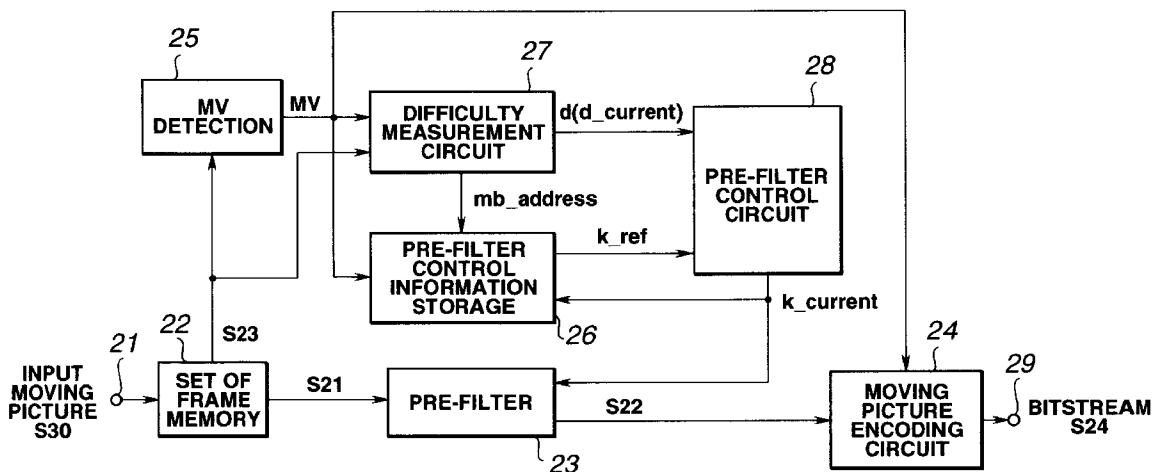 25
MV
DETECTION
MV
27
DIFFICULTY
MEASUREMENT
CIRCUIT
d(d_current)
28
PRE-FILTER
CONTROL
CIRCUIT
mb_address
PRE-FILTER
CONTROL
INFORMATION
STORAGE
k_ref
26
k_current
S23
21
22
INPUT
MOVING
PICTURE
S30
SET OF
FRAME
MEMORY
S21
PRE-FILTER
23
S22
24
MOVING
PICTURE
ENCODING
CIRCUIT
29
BITSTREAM
S24